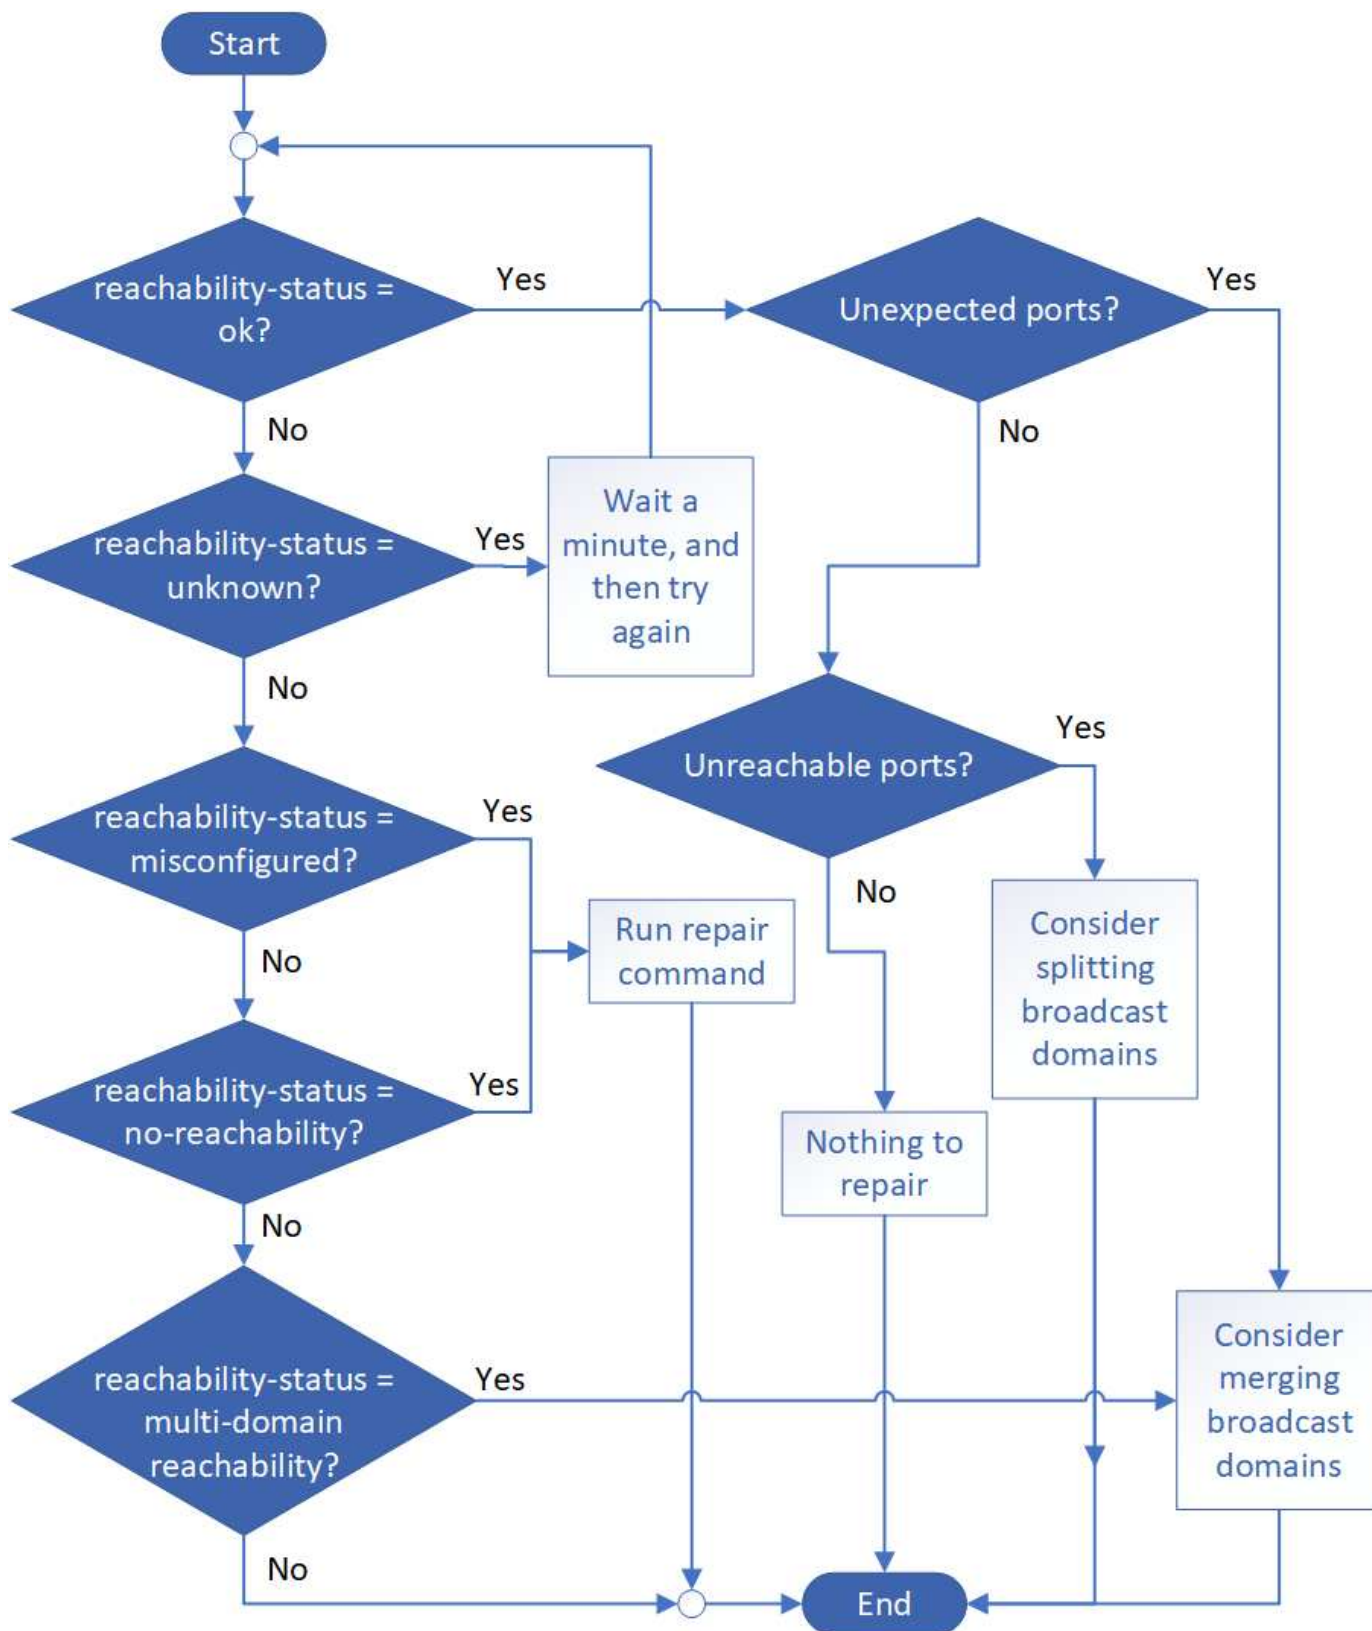 Start
reachability-status =
ok?
Yes
Unexpected ports?
Yes
No
No
reachability-status =
unknown?
Yes
Wait a
minute, and
then try
again
No
Unreachable ports?
Yes
reachability-status =
misconfigured?
Yes
No
No
Run repair
command
Consider
splitting
broadcast
domains
reachability-status =
no-reachability?
Yes
Nothing to
repair
No
reachability-status =
multi-domain
reachability?
Yes
Consider
merging
broadcast
domains
No
End